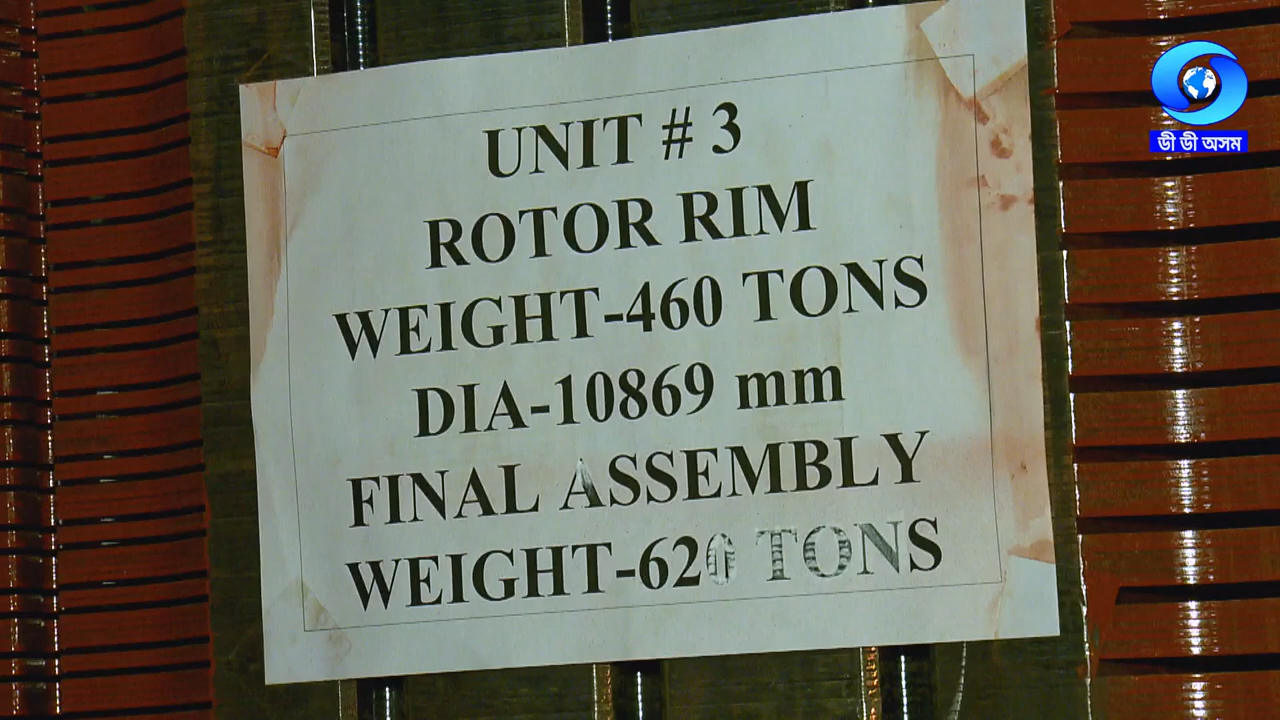 UNIT # 3
ROTOR RIM
WEIGHT-460 TONS
DIA-10869 mm
FINAL ASSEMBLY
WEIGHT-620 TONS
ডী ডী অসম